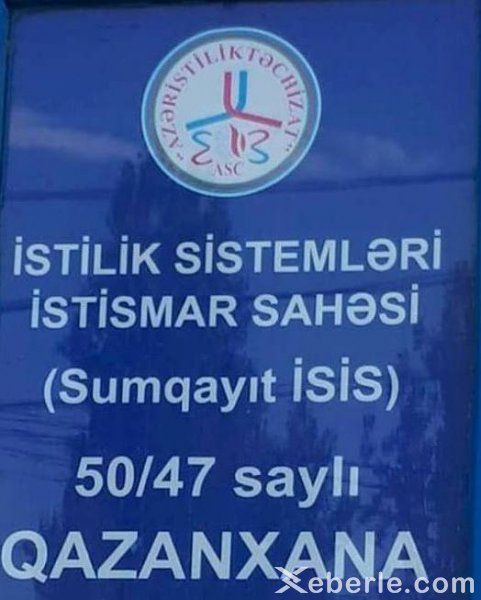 "AZƏRİSTİLİKTƏCHİZAT"
ASC
İSTİLİK SİSTEMLƏRİ
İSTİSMAR SAHƏSİ
(Sumqayıt İSİS)
50/47 saylı
QAZANXANA
Xeberle.com